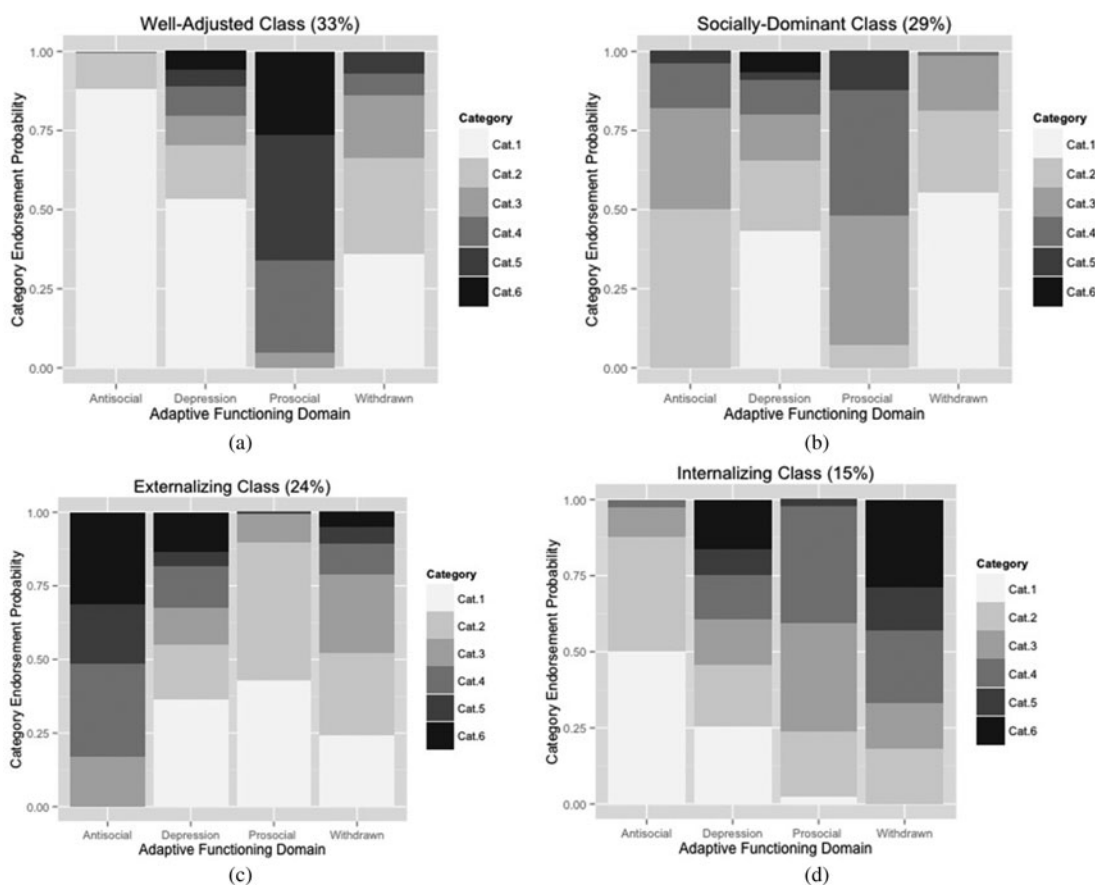 Well-Adjusted Class (33%)
Category Endorsement Probability
1.00
0.75
0.50
0.25
0.00
Antisocial Depression Prosocial Withdrawn
Adaptive Functioning Domain
Category
Cat.1
Cat.2
Cat.3
Cat.4
Cat.5
Cat.6
(a)
Socially-Dominant Class (29%)
Category Endorsement Probability
1.00
0.75
0.50
0.25
0.00
Antisocial Depression Prosocial Withdrawn
Adaptive Functioning Domain
Category
Cat.1
Cat.2
Cat.3
Cat.4
Cat.5
Cat.6
(b)
Externalizing Class (24%)
Category Endorsement Probability
1.00
0.75
0.50
0.25
0.00
Antisocial Depression Prosocial Withdrawn
Adaptive Functioning Domain
Category
Cat.1
Cat.2
Cat.3
Cat.4
Cat.5
Cat.6
(c)
Internalizing Class (15%)
Category Endorsement Probability
1.00
0.75
0.50
0.25
0.00
Antisocial Depression Prosocial Withdrawn
Adaptive Functioning Domain
Category
Cat.1
Cat.2
Cat.3
Cat.4
Cat.5
Cat.6
(d)